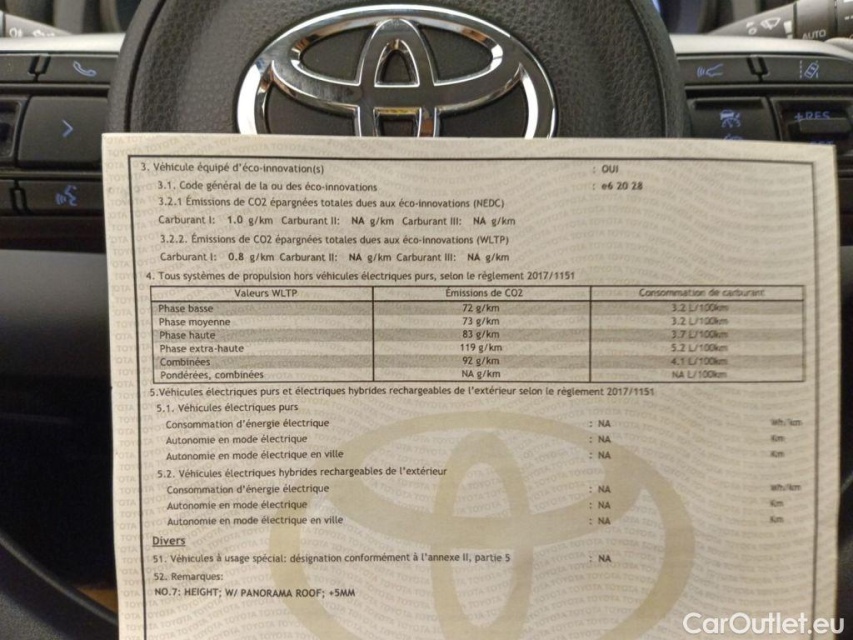 AUTO
+RES
3. Véhicule équipé d'éco-innovation(s) : OUI
3.1. Code général de la ou des éco-innovations : e6 20 28
3.2.1 Émissions de CO2 épargnées totales dues aux éco-innovations (NEDC)
Carburant I: 1.0 g/km Carburant II: NA g/km Carburant III: NA g/km
3.2.2. Émissions de CO2 épargnées totales dues aux éco-innovations (WLTP)
Carburant I: 0.8 g/km Carburant II: NA g/km Carburant III: NA g/km
4. Tous systèmes de propulsion hors véhicules électriques purs, selon le règlement 2017/1151
Valeurs WLTP Émissions de CO2 Consommation de carburant
Phase basse 72 g/km 3.2 L/100km
Phase moyenne 73 g/km 3.2 L/100km
Phase haute 83 g/km 3.7 L/100km
Phase extra-haute 119 g/km 5.2 L/100km
Combinées 92 g/km 4.1 L/100km
Pondérées, combinées NA g/km NA L/100km
5.Véhicules électriques purs et électriques hybrides rechargeables de l'extérieur selon le règlement 2017/1151
5.1. Véhicules électriques purs
Consommation d'énergie électrique : NA Wh/km
Autonomie en mode électrique : NA Km
Autonomie en mode électrique en ville : NA Km
5.2. Véhicules électriques hybrides rechargeables de l'extérieur
Consommation d'énergie électrique : NA Wh/km
Autonomie en mode électrique : NA Km
Autonomie en mode électrique en ville : NA Km
Divers
51. Véhicules à usage spécial: désignation conformément à l'annexe II, partie 5 : NA
52. Remarques:
NO.7: HEIGHT; W/ PANORAMA ROOF; +5MM
CarOutlet.eu